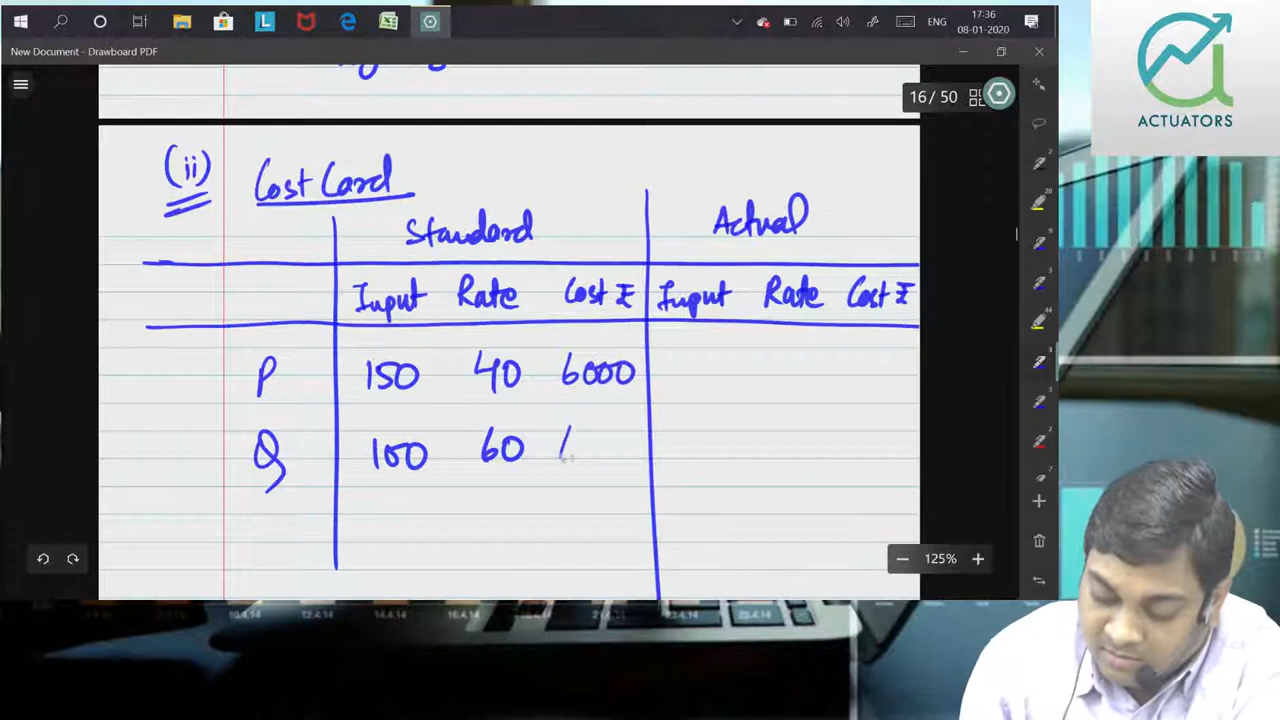 17:36
ENG
08-01-2020
New Document - Drawboard PDF
16 / 50
ACTUATORS
(ii) Cost Card
Standard Actual
Input Rate Cost ₹ Input Rate Cost ₹
P 150 40 6000
Q 100 60
125%